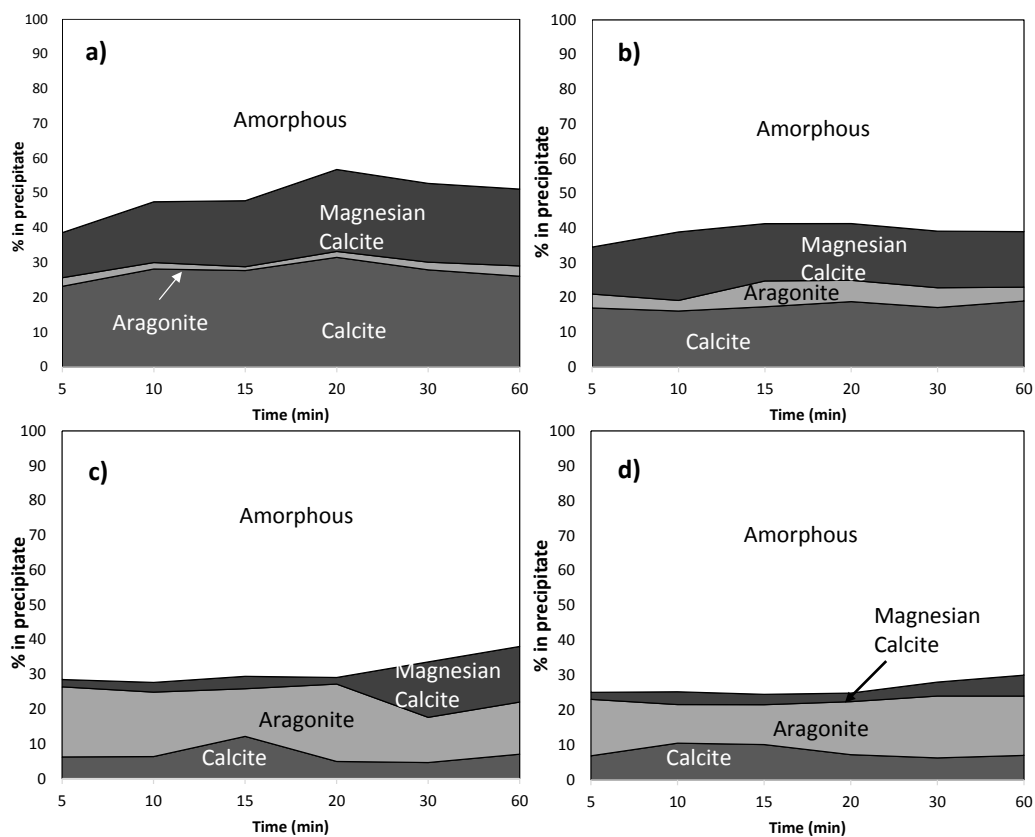 a)
% in precipitate
100
90
80
70
60
50
40
30
20
10
0
Amorphous
Magnesian
Calcite
Aragonite
Calcite
5 10 15 20 30 60
Time (min)
b)
% in precipitate
100
90
80
70
60
50
40
30
20
10
0
Amorphous
Magnesian
Calcite
Aragonite
Calcite
5 10 15 20 30 60
Time (min)
c)
% in precipitate
100
90
80
70
60
50
40
30
20
10
0
Amorphous
Magnesian
Calcite
Aragonite
Calcite
5 10 15 20 30 60
Time (min)
d)
% in precipitate
100
90
80
70
60
50
40
30
20
10
0
Amorphous
Magnesian
Calcite
Aragonite
Calcite
5 10 15 20 30 60
Time (min)